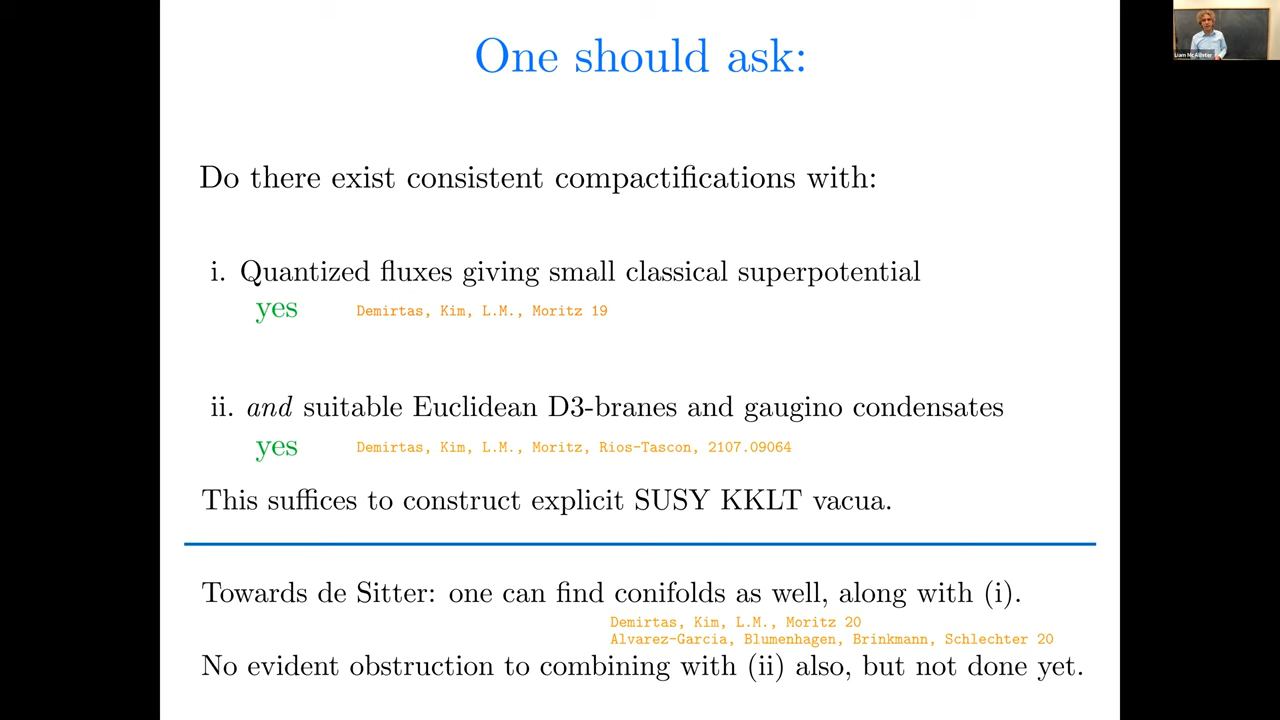 One should ask:
Liam McAllister
Do there exist consistent compactifications with:
i. Quantized fluxes giving small classical superpotential
yes Demirtas, Kim, L.M., Moritz 19
ii. and suitable Euclidean D3-branes and gaugino condensates
yes Demirtas, Kim, L.M., Moritz, Rios-Tascon, 2107.09064
This suffices to construct explicit SUSY KKLT vacua.
Towards de Sitter: one can find conifolds as well, along with (i).
Demirtas, Kim, L.M., Moritz 20
Alvarez-Garcia, Blumenhagen, Brinkmann, Schlechter 20
No evident obstruction to combining with (ii) also, but not done yet.